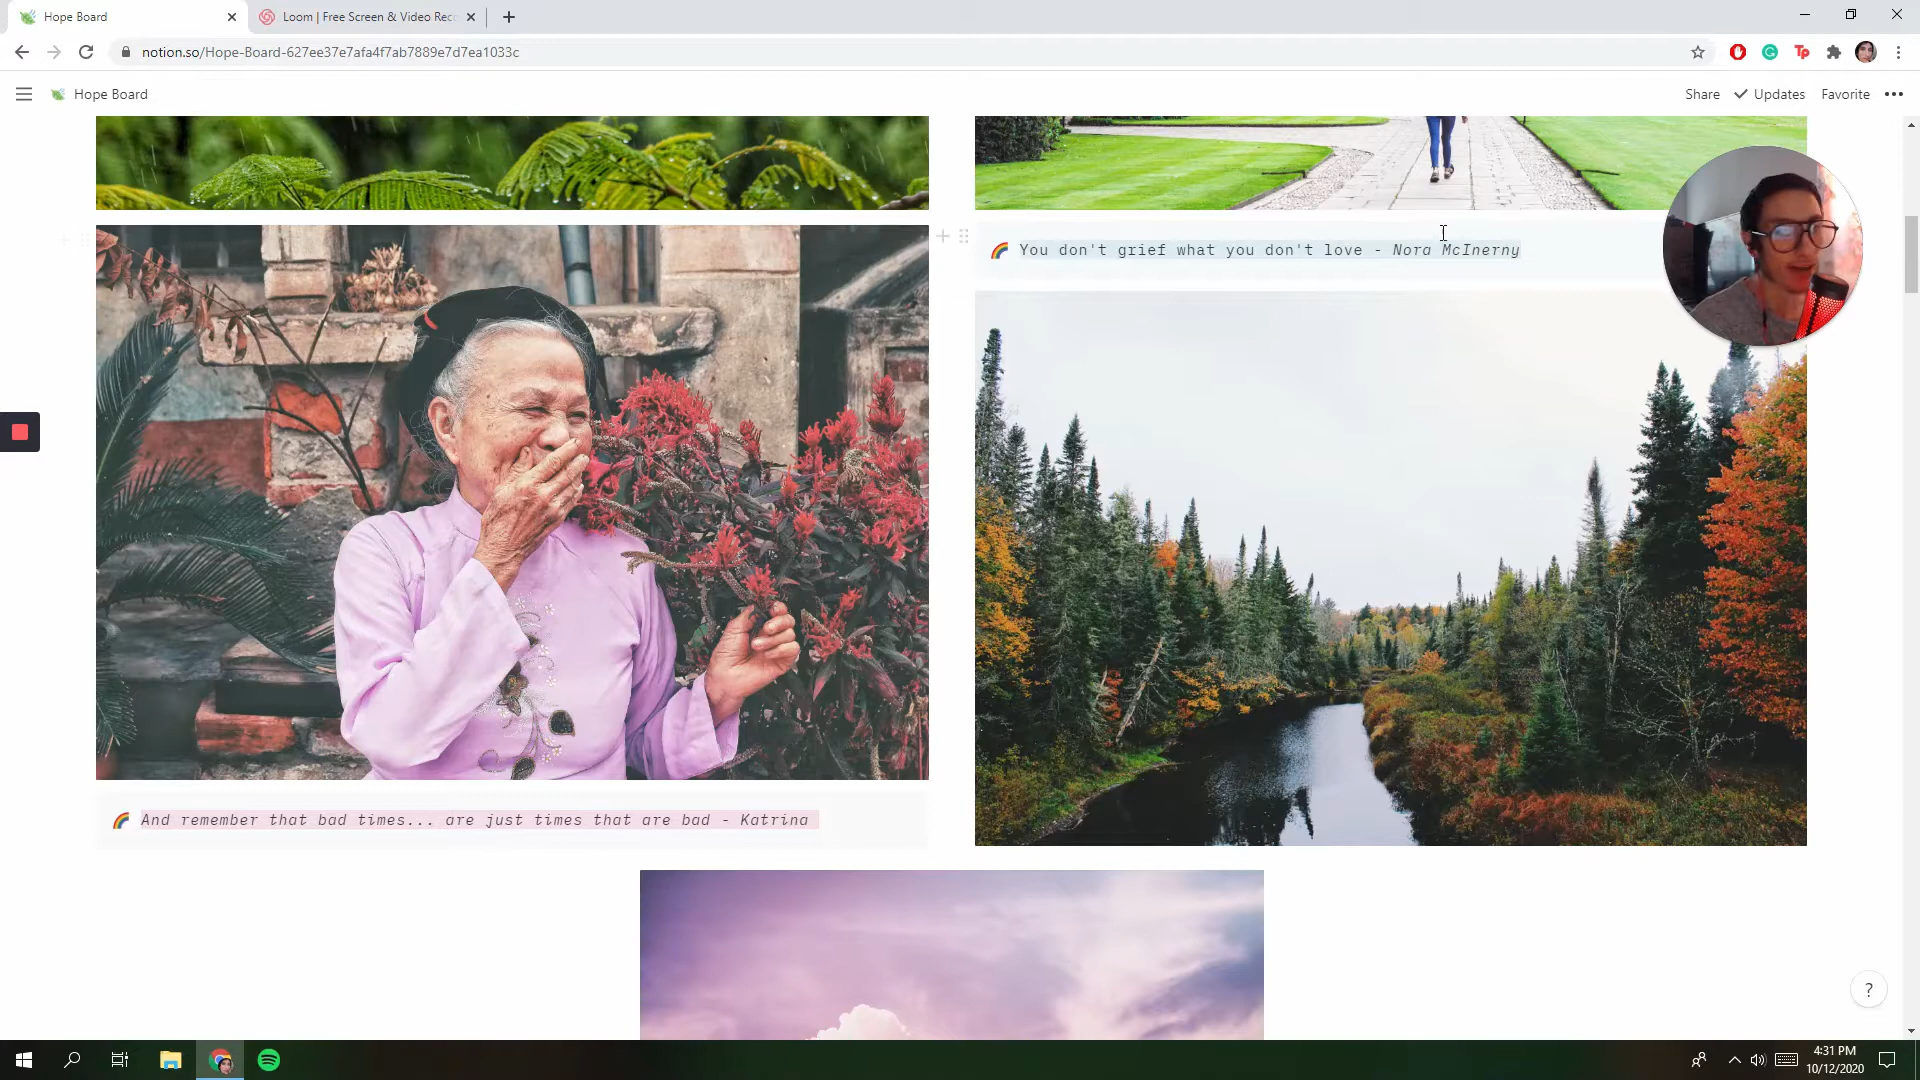 Hope Board
Loom | Free Screen & Video Rec
notion.so/Hope-Board-627ee37e7afa4f7ab7889e7d7ea1033c
Hope Board
Share
Updates
Favorite
You don't grief what you don't love - Nora McInerny
And remember that bad times... are just times that are bad - Katrina
?
4:31 PM
10/12/2020